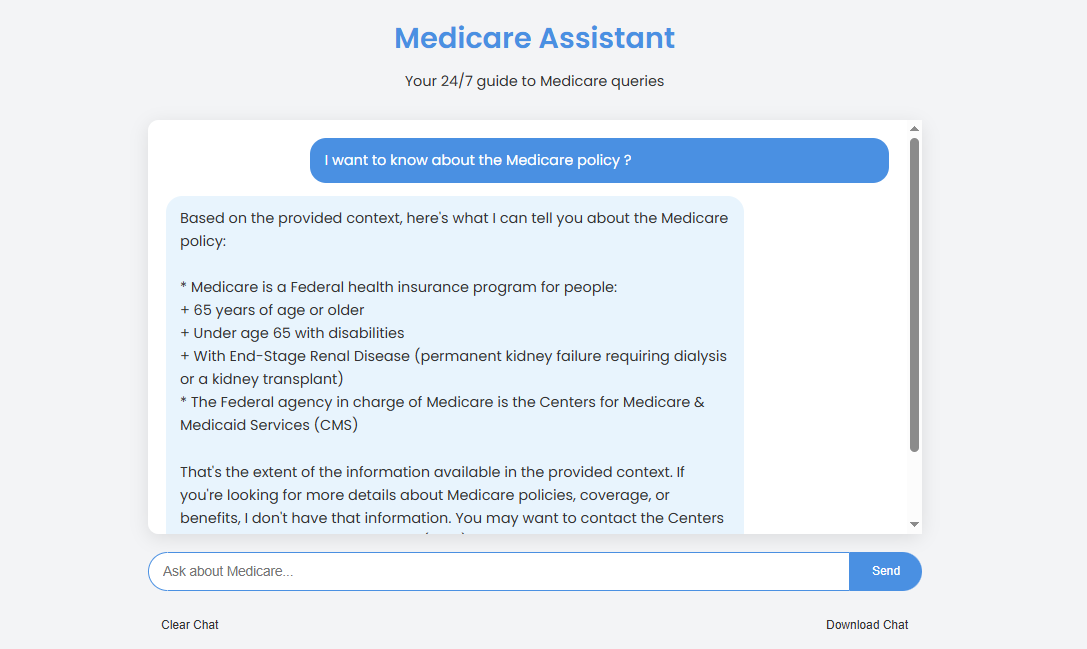 Medicare Assistant
Your 24/7 guide to Medicare queries
I want to know about the Medicare policy ?
Based on the provided context, here's what I can tell you about the Medicare
policy:
* Medicare is a Federal health insurance program for people:
+ 65 years of age or older
+ Under age 65 with disabilities
+ With End-Stage Renal Disease (permanent kidney failure requiring dialysis
or a kidney transplant)
* The Federal agency in charge of Medicare is the Centers for Medicare &
Medicaid Services (CMS)
That's the extent of the information available in the provided context. If
you're looking for more details about Medicare policies, coverage, or
benefits, I don't have that information. You may want to contact the Centers
Ask about Medicare...
Send
Clear Chat
Download Chat